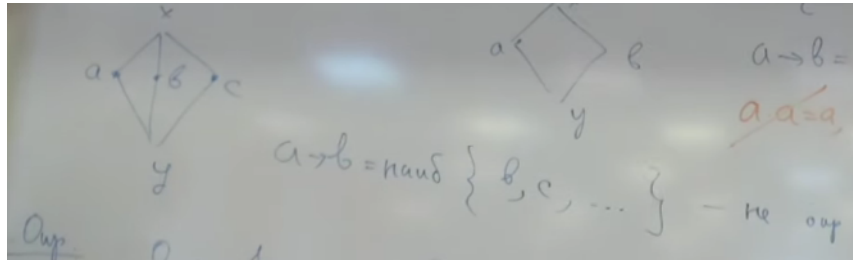 x
a в c
y
a в
y
a → в =
a a = a,
a → в = наиб { в, c, ... } — не опр
Опр